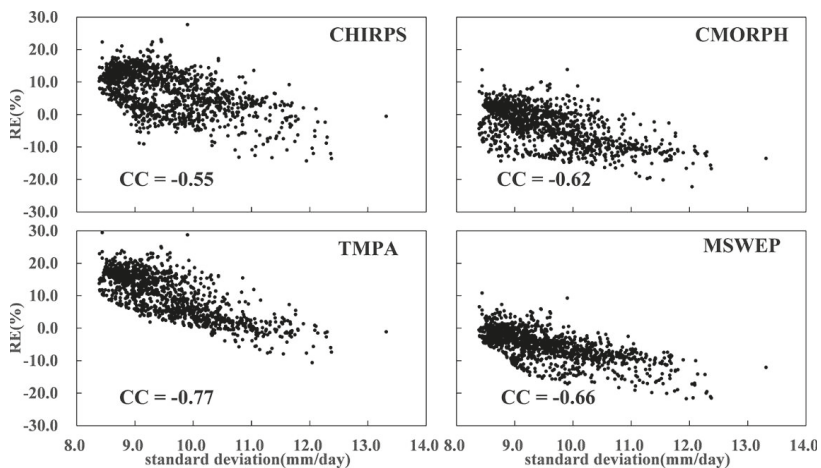 30.0
20.0
10.0
0.0
-10.0
-20.0
-30.0
RE(%)
CHIRPS
CC = -0.55
CMORPH
CC = -0.62
30.0
20.0
10.0
0.0
-10.0
-20.0
-30.0
RE(%)
TMPA
CC = -0.77
MSWEP
CC = -0.66
8.0 9.0 10.0 11.0 12.0 13.0 14.0
9.0 10.0 11.0 12.0 13.0 14.0
standard deviation(mm/day)
standard deviation(mm/day)